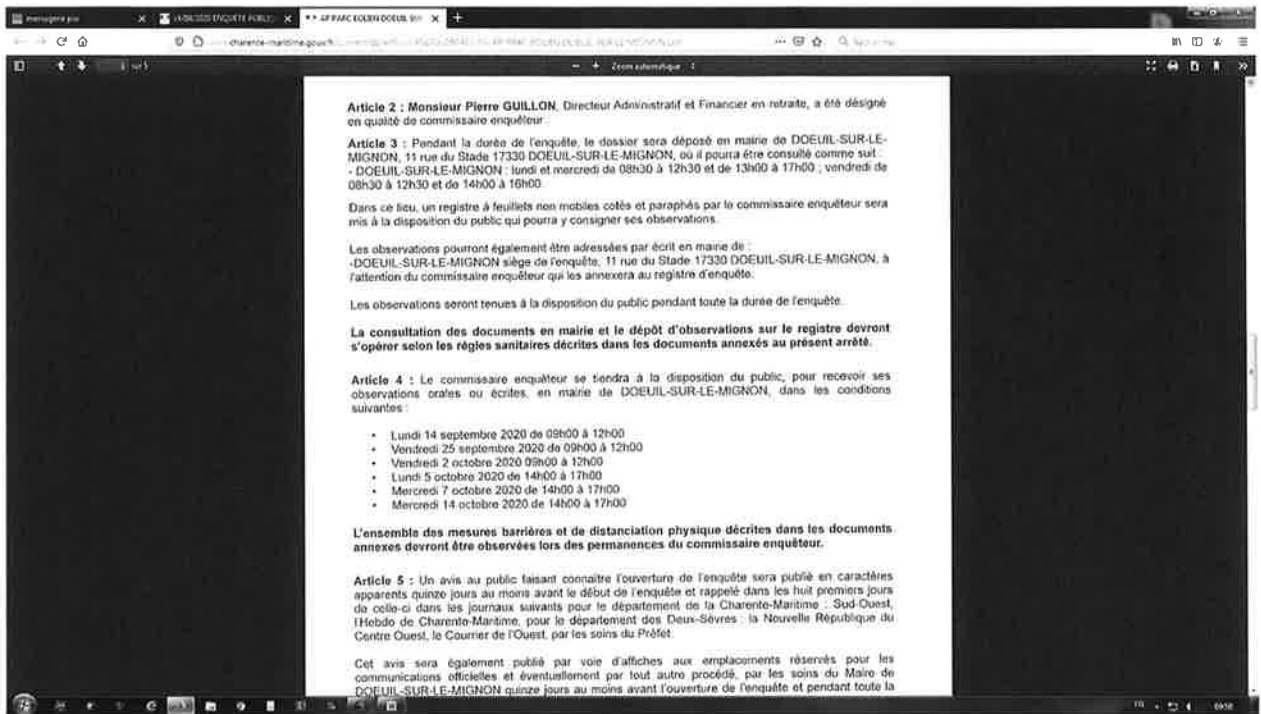 messagerie
charente-maritime.gouv.fr
Zoom automatique
Article 2 : Monsieur Pierre GUILLON, Directeur Administratif et Financier en retraite, a été désigné
en qualité de commissaire enquêteur.
Article 3 : Pendant la durée de l'enquête, le dossier sera déposé en mairie de DOEUIL-SUR-LE-
MIGNON, 11 rue du Stade 17330 DOEUIL-SUR-LE-MIGNON, où il pourra être consulté comme suit :
- DOEUIL-SUR-LE-MIGNON : lundi et mercredi de 08h30 à 12h30 et de 13h00 à 17h00 ; vendredi de
08h30 à 12h30 et de 14h00 à 16h00.
Dans ce lieu, un registre à feuillets non mobiles cotés et paraphés par le commissaire enquêteur sera
mis à la disposition du public qui pourra y consigner ses observations.
Les observations pourront également être adressées par écrit en mairie de :
-DOEUIL-SUR-LE-MIGNON siège de l'enquête, 11 rue du Stade 17330 DOEUIL-SUR-LE-MIGNON, à
l'attention du commissaire enquêteur qui les annexera au registre d'enquête.
Les observations seront tenues à la disposition du public pendant toute la durée de l'enquête.
La consultation des documents en mairie et le dépôt d'observations sur le registre devront
s'opérer selon les règles sanitaires décrites dans les documents annexés au présent arrêté.
Article 4 : Le commissaire enquêteur se tiendra à la disposition du public, pour recevoir ses
observations orales ou écrites, en mairie de DOEUIL-SUR-LE-MIGNON, dans les conditions
suivantes :
• Lundi 14 septembre 2020 de 09h00 à 12h00
• Vendredi 25 septembre 2020 de 09h00 à 12h00
• Vendredi 2 octobre 2020 09h00 à 12h00
• Lundi 5 octobre 2020 de 14h00 à 17h00
• Mercredi 7 octobre 2020 de 14h00 à 17h00
• Mercredi 14 octobre 2020 de 14h00 à 17h00
L'ensemble des mesures barrières et de distanciation physique décrites dans les documents
annexes devront être observées lors des permanences du commissaire enquêteur.
Article 5 : Un avis au public faisant connaître l'ouverture de l'enquête sera publié en caractères
apparents quinze jours au moins avant le début de l'enquête et rappelé dans les huit premiers jours
de celle-ci dans les journaux suivants pour le département de la Charente-Maritime : Sud-Ouest,
l'Hebdo de Charente-Maritime, pour le département des Deux-Sèvres : la Nouvelle République du
Centre Ouest, le Courrier de l'Ouest, par les soins du Préfet.
Cet avis sera également publié par voie d'affiches aux emplacements réservés pour les
communications officielles et éventuellement par tout autre procédé, par les soins du Maire de
DOEUIL-SUR-LE-MIGNON quinze jours au moins avant l'ouverture de l'enquête et pendant toute la
FR